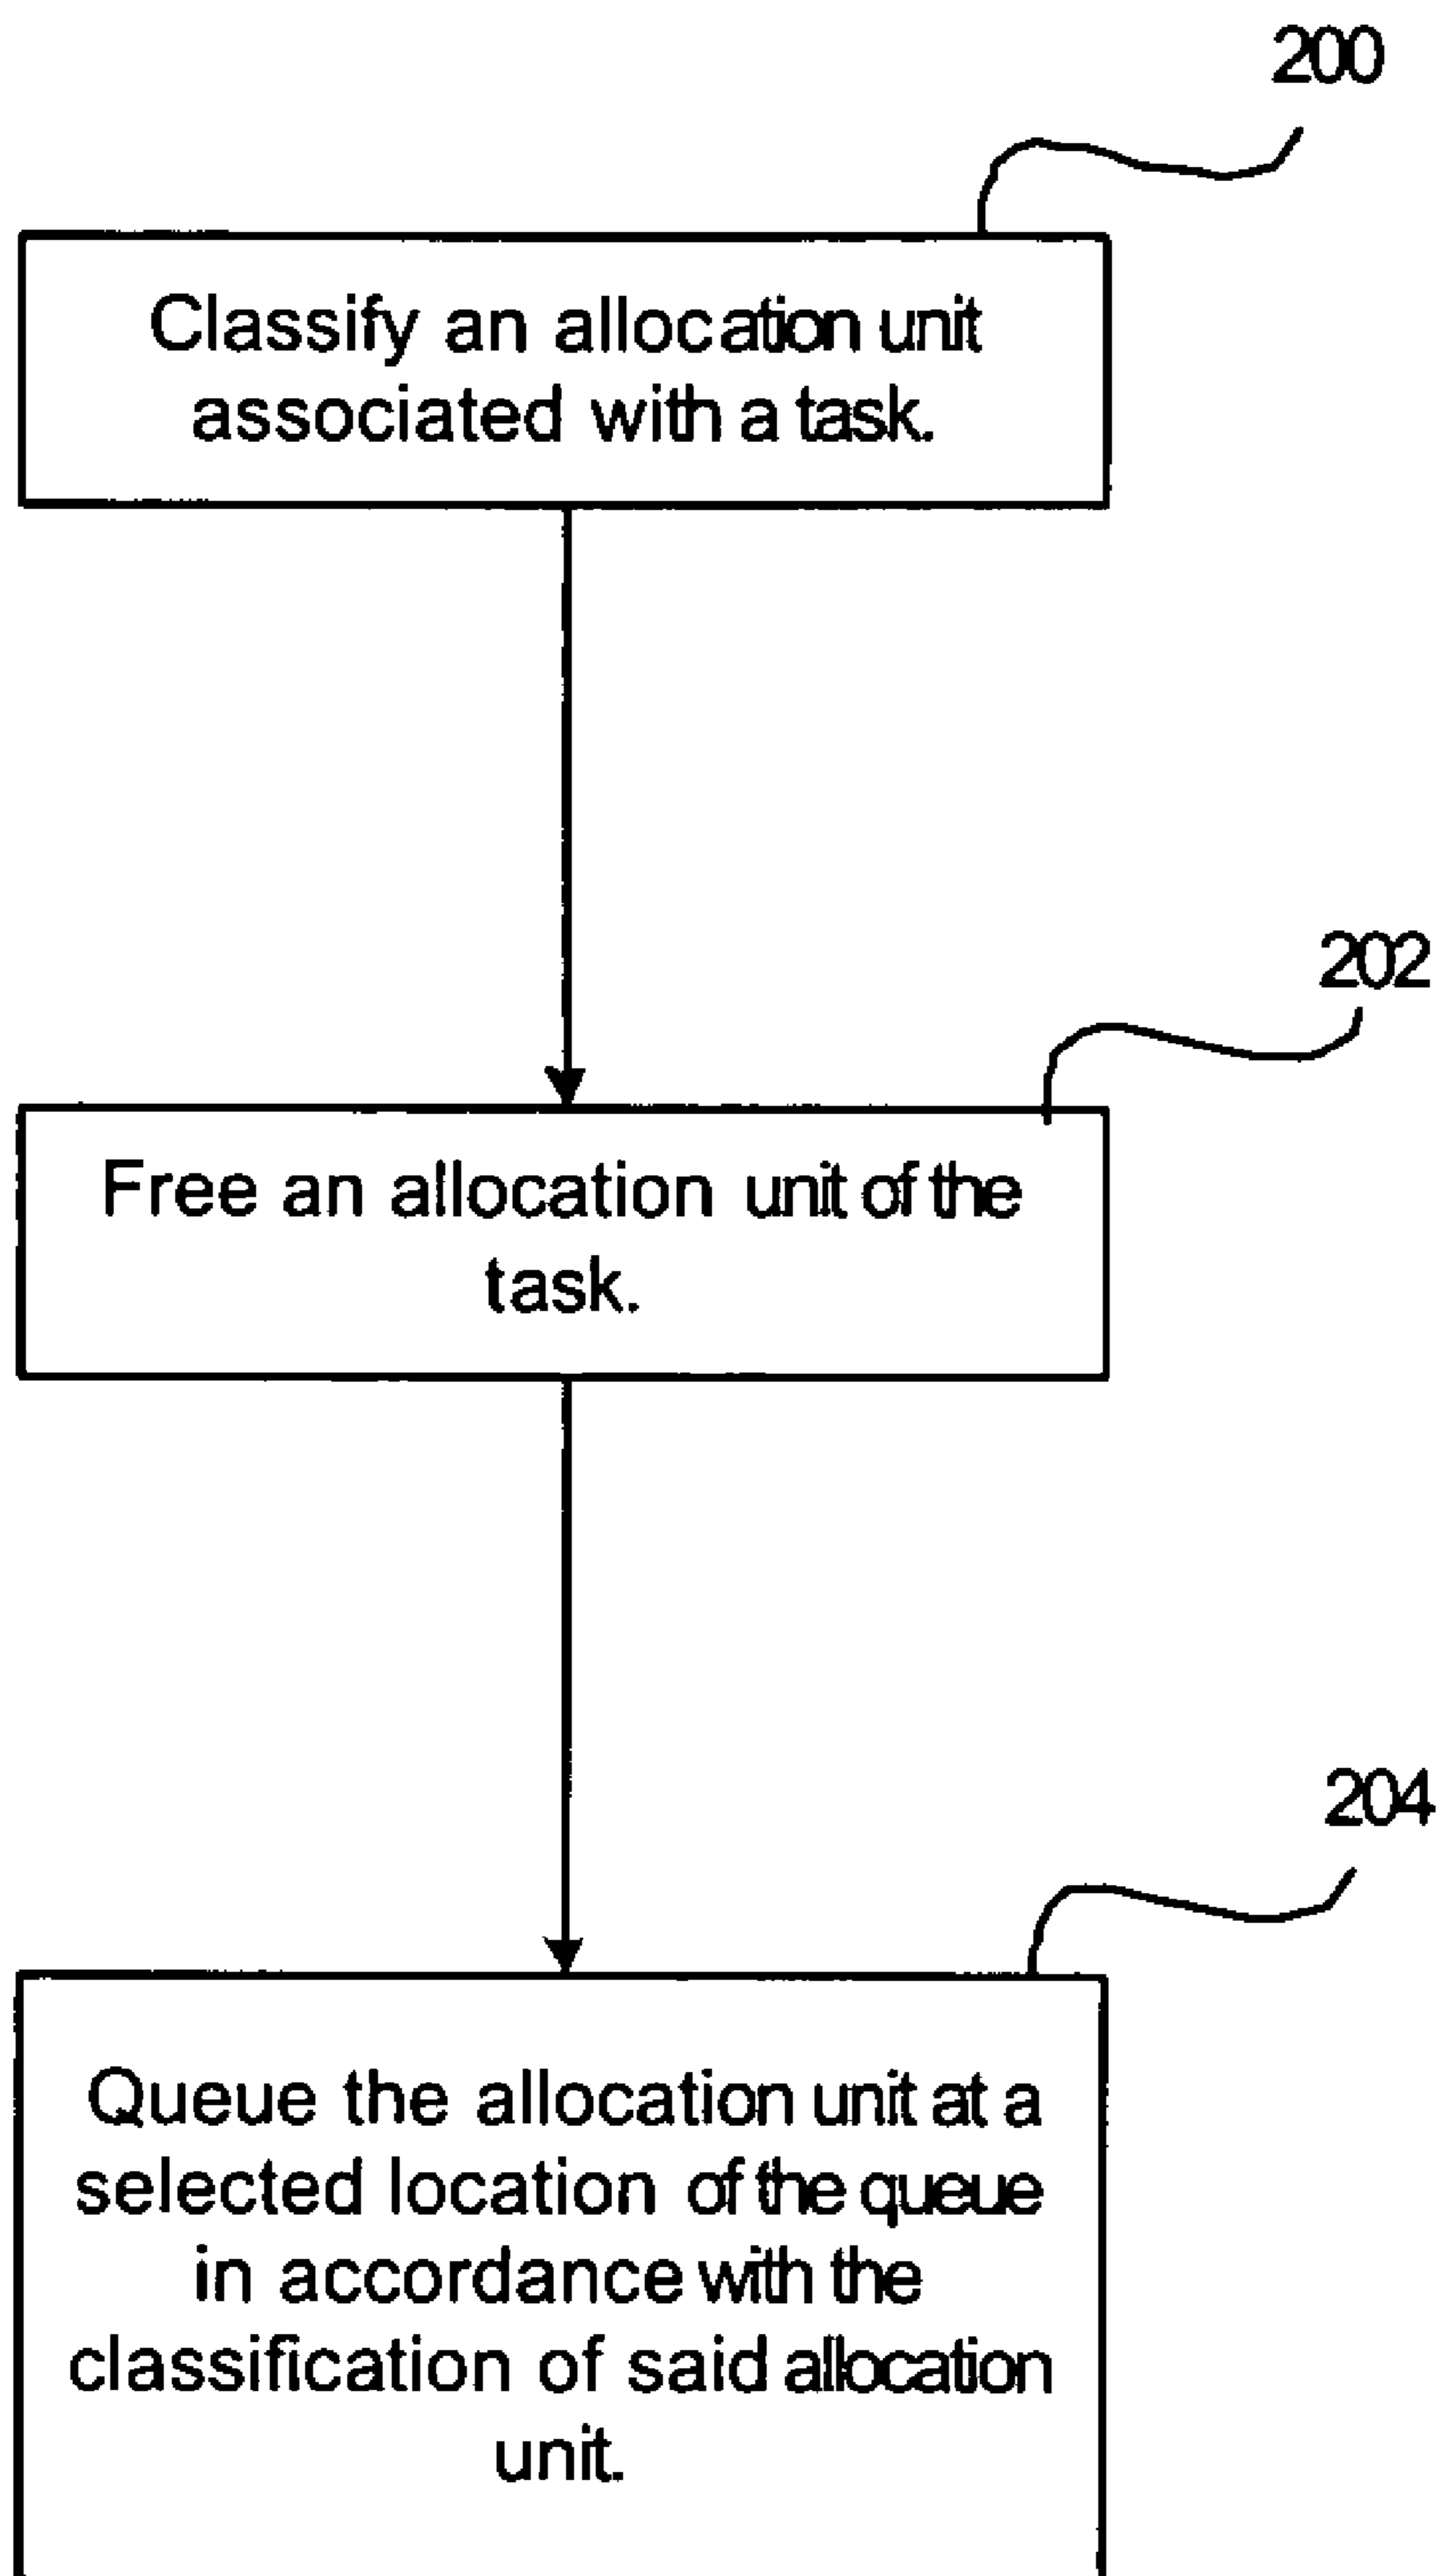 200
Classify an allocation unit
associated with a task.
202
Free an allocation unit of the
task.
204
Queue the allocation unit at a
selected location of the queue
in accordance with the
classification of said allocation
unit.